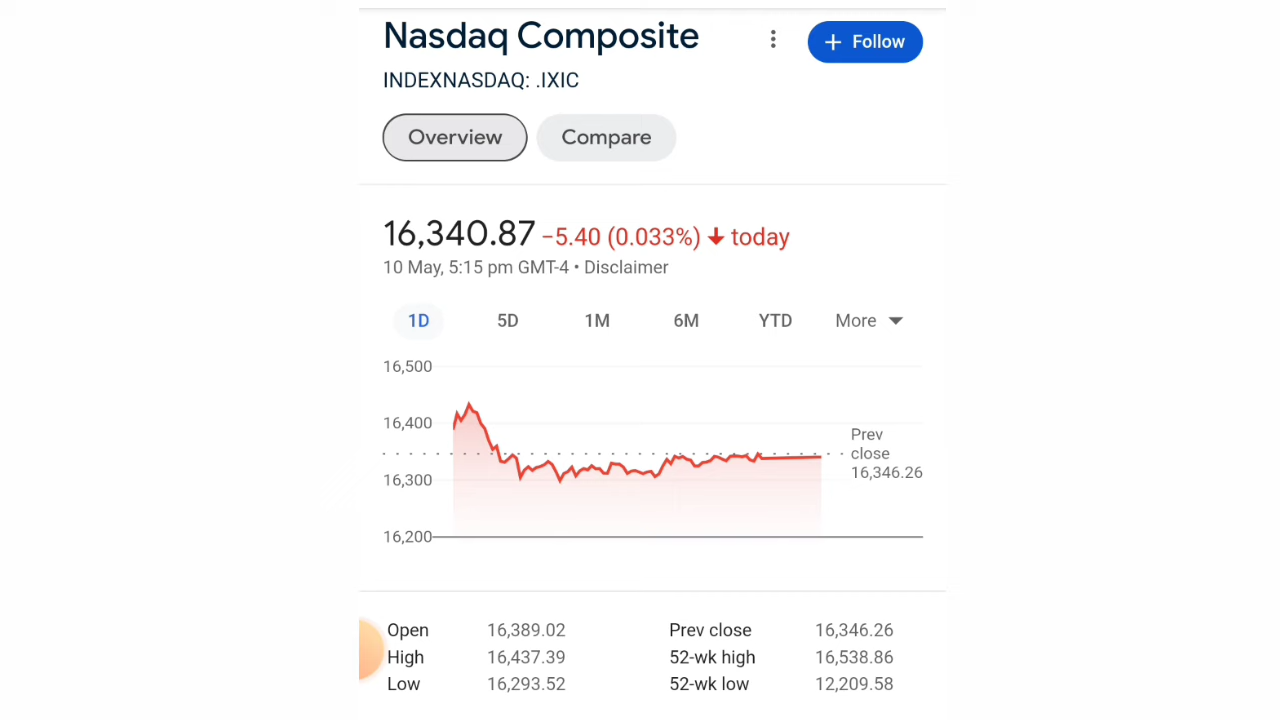 Nasdaq Composite
+ Follow
INDEXNASDAQ: .IXIC
Overview
Compare
16,340.87 −5.40 (0.033%) ↓ today
10 May, 5:15 pm GMT-4 • Disclaimer
1D 5D 1M 6M YTD More
16,500
16,400
16,300
16,200
Prev
close
16,346.26
Open 16,389.02 Prev close 16,346.26
High 16,437.39 52-wk high 16,538.86
Low 16,293.52 52-wk low 12,209.58